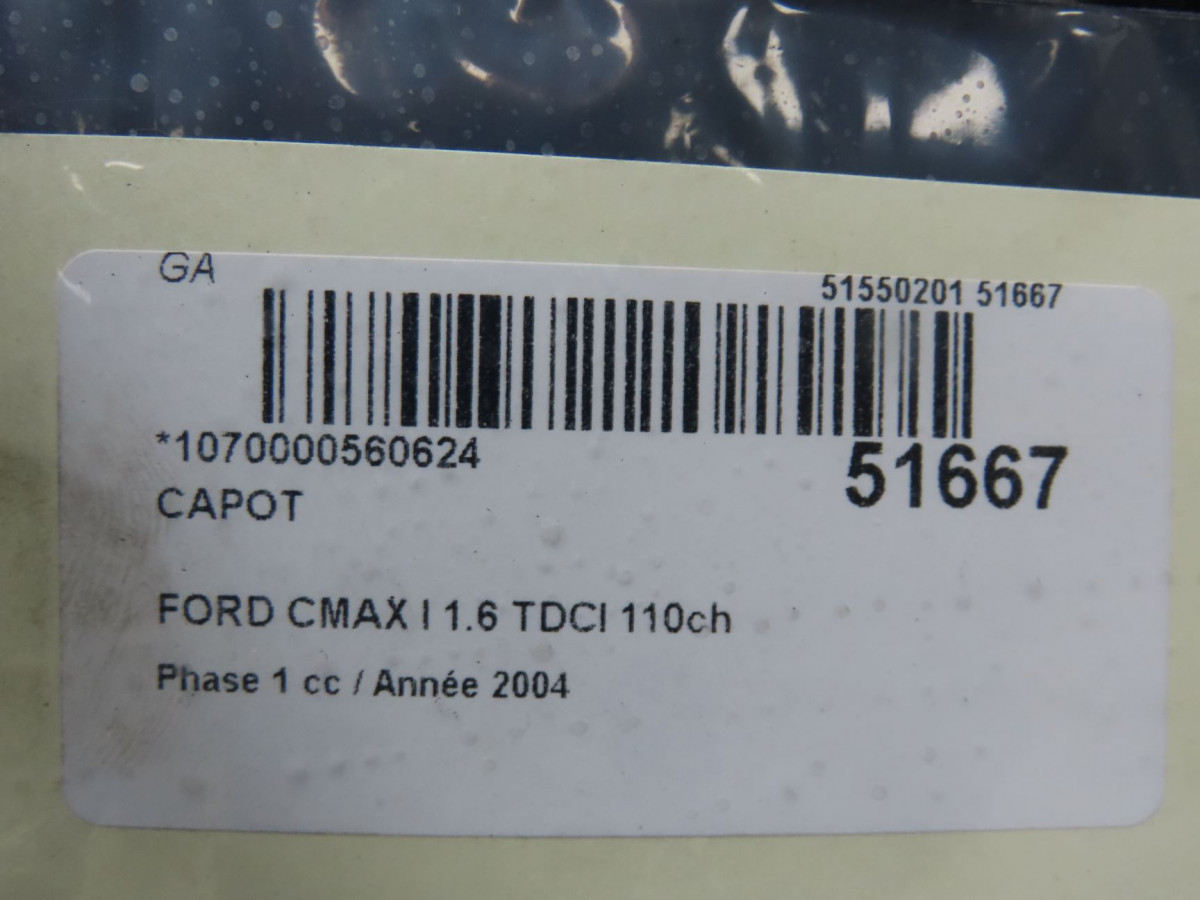 GA
51550201 51667
*1070000560624
51667
CAPOT
FORD CMAX I 1.6 TDCI 110ch
Phase 1 cc / Année 2004